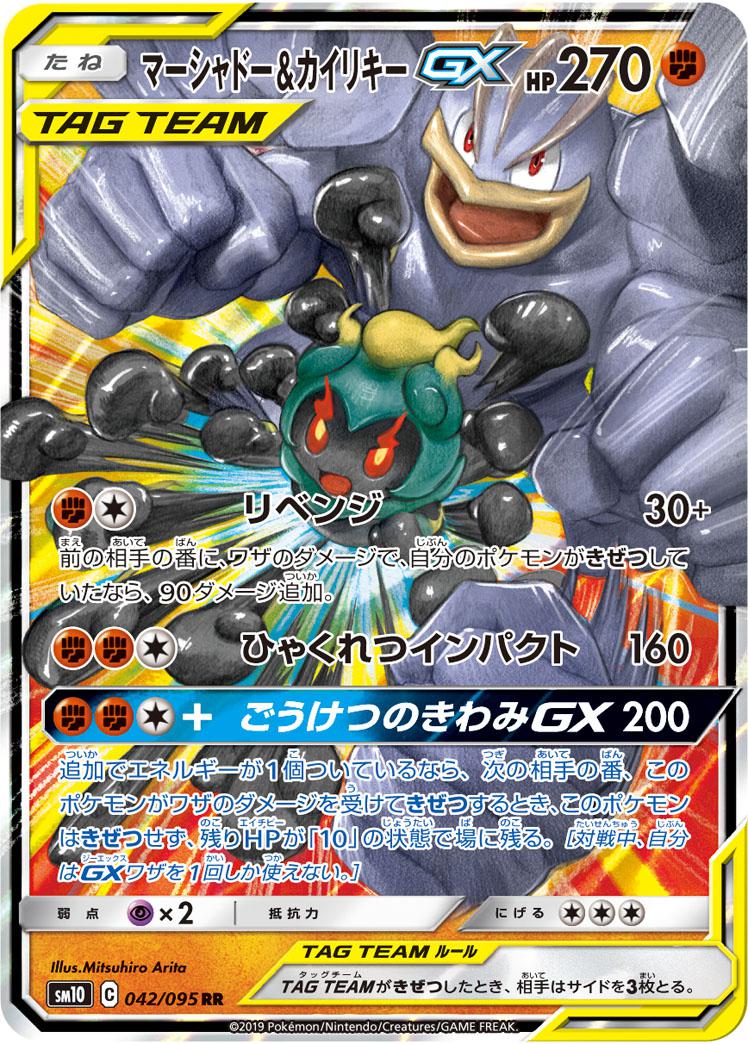 たね マーシャドー&カイリキーGX HP270
TAG TEAM
リベンジ 30+
前の相手の番に、ワザのダメージで、自分のポケモンがきぜつして
いたなら、90ダメージ追加。
ひゃくれつインパクト 160
+ ごうけつのきわみGX 200
追加でエネルギーが1個ついているなら、次の相手の番、この
ポケモンがワザのダメージを受けてきぜつするとき、このポケモン
はきぜつせず、残りHPが「10」の状態で場に残る。[対戦中、自分
はGXワザを1回しか使えない。]
弱点 ×2 抵抗力 にげる
Illus.Mitsuhiro Arita
TAG TEAM ルール
TAG TEAMがきぜつしたとき、相手はサイドを3枚とる。
sm10 C 042/095 RR
©2019 Pokémon/Nintendo/Creatures/GAME FREAK.